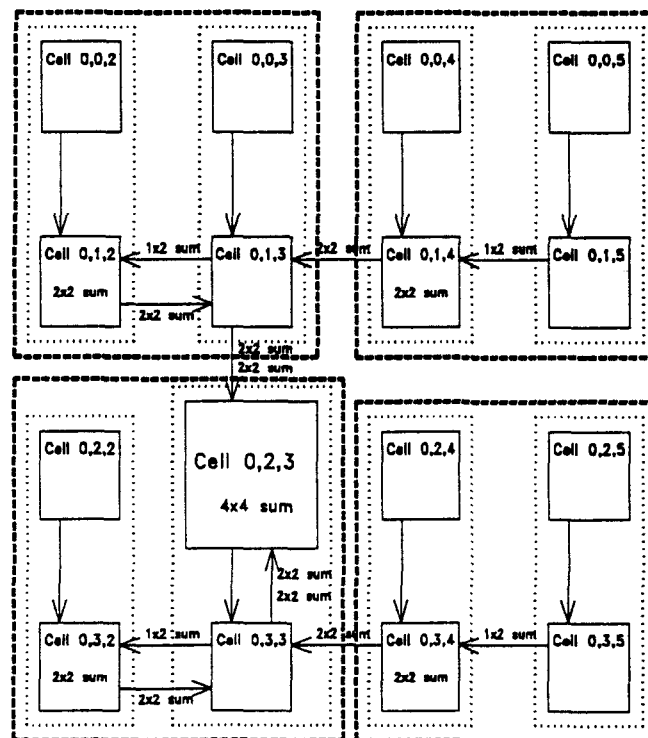 Cell 0,0,2
Cell 0,0,3
Cell 0,0,4
Cell 0,0,5
Cell 0,1,2
1x2 sum
Cell 0,1,3
2x2 sum
Cell 0,1,4
1x2 sum
Cell 0,1,5
2x2 sum
2x2 sum
2x2 sum
2x2 sum
2x2 sum
Cell 0,2,2
Cell 0,2,3
4x4 sum
Cell 0,2,4
Cell 0,2,5
2x2 sum
2x2 sum
Cell 0,3,2
1x2 sum
Cell 0,3,3
2x2 sum
Cell 0,3,4
1x2 sum
Cell 0,3,5
2x2 sum
2x2 sum
2x2 sum